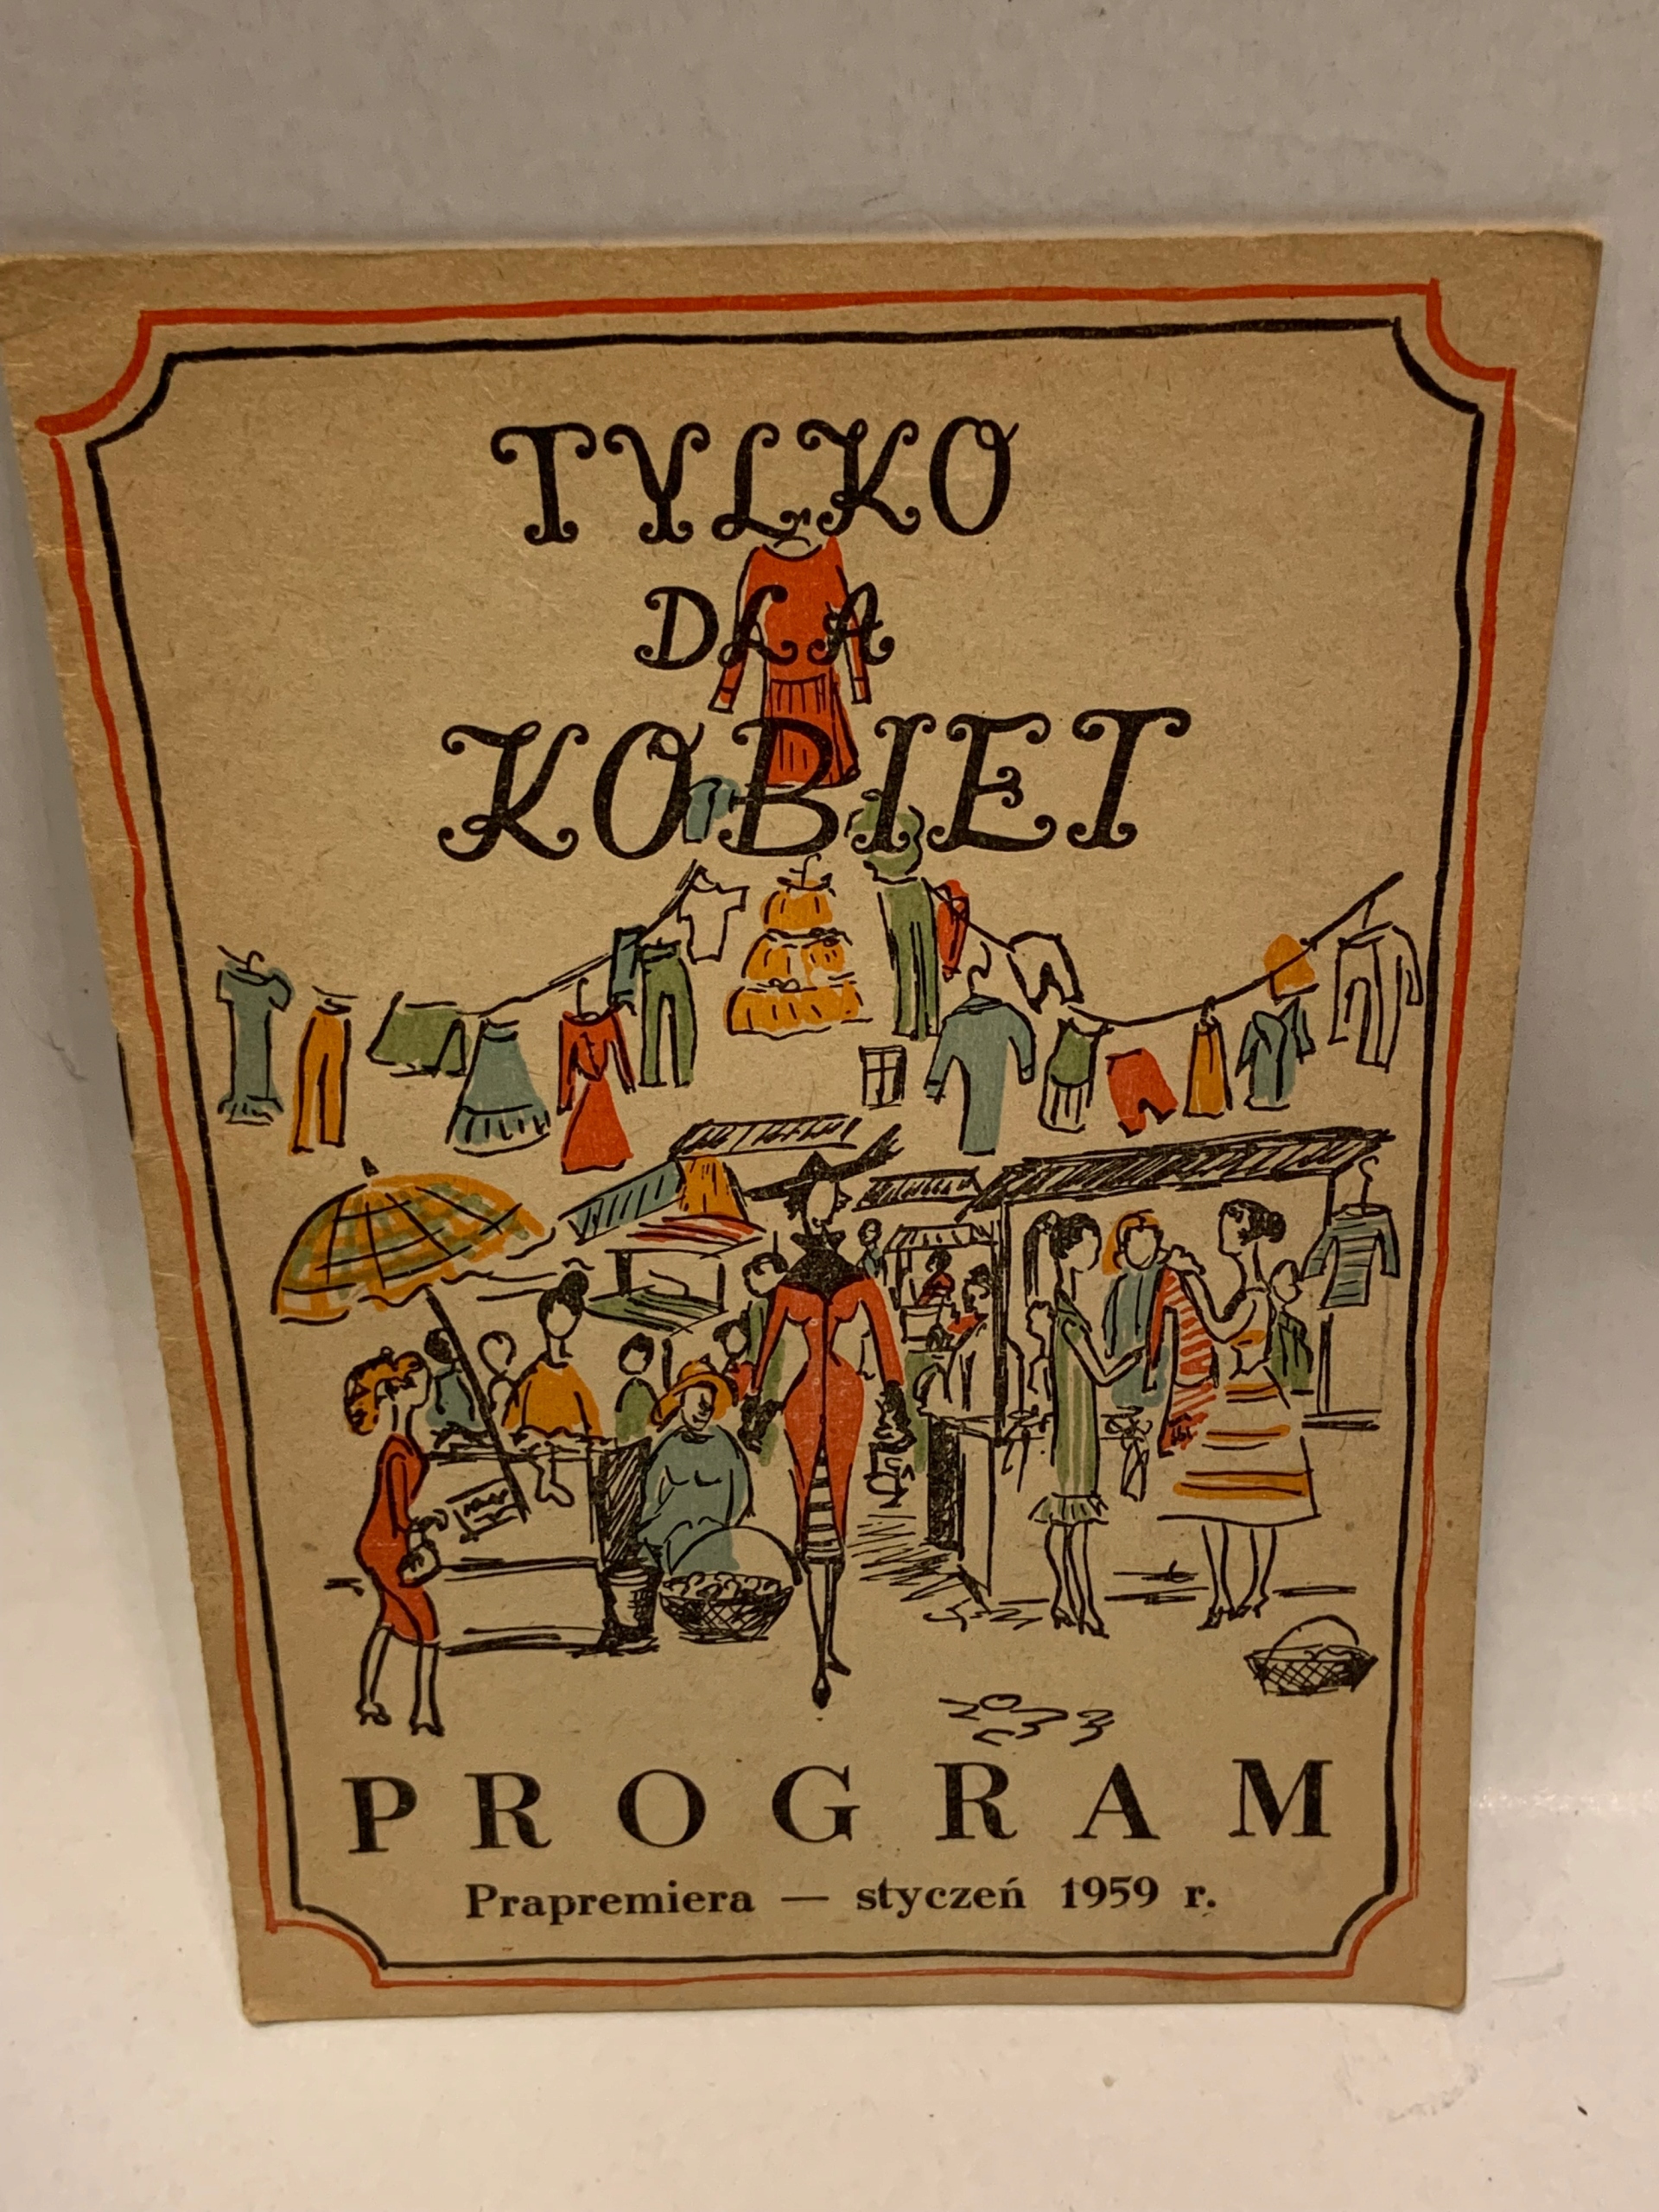 TYLKO
DLA
KOBIET
PROGRAM
Prapremiera — styczeń 1959 r.